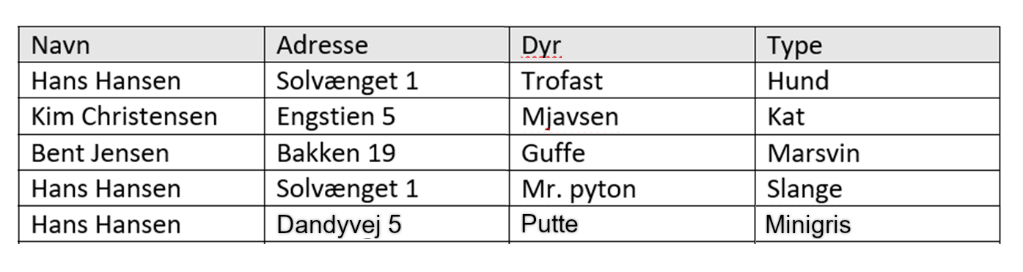 Navn Adresse Dyr Type
Hans Hansen Solvænget 1 Trofast Hund
Kim Christensen Engstien 5 Mjavsen Kat
Bent Jensen Bakken 19 Guffe Marsvin
Hans Hansen Solvænget 1 Mr. pyton Slange
Hans Hansen Dandyvej 5 Putte Minigris